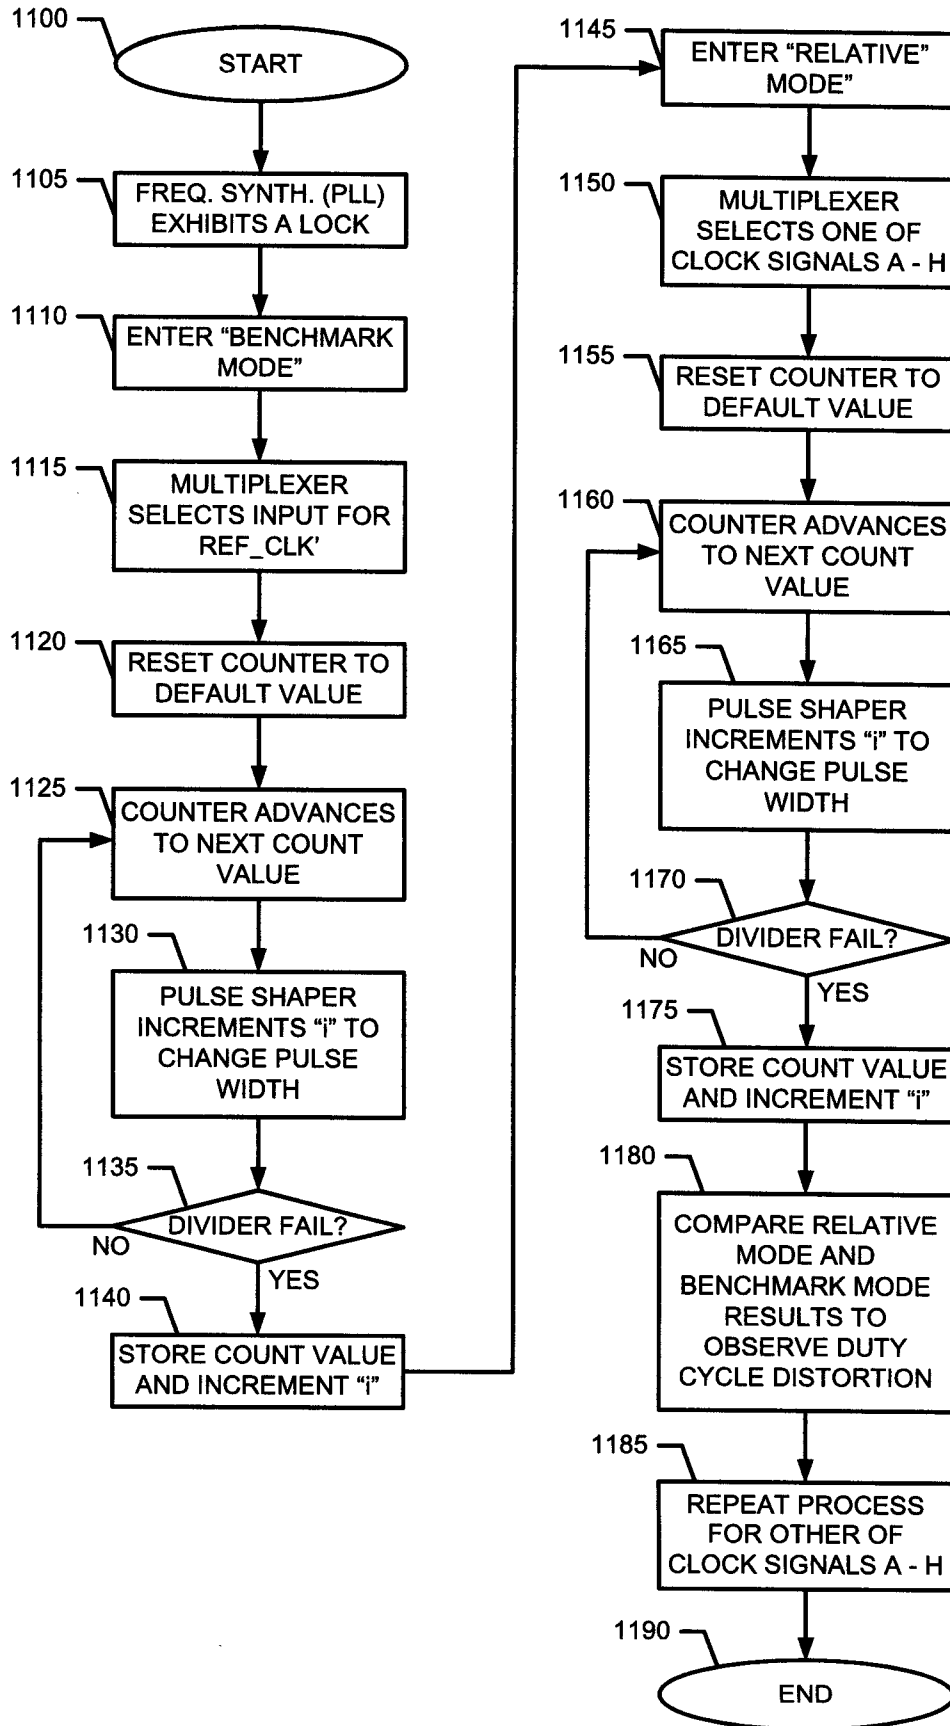 1100
START
1105
FREQ. SYNTH. (PLL)
EXHIBITS A LOCK
1110
ENTER “BENCHMARK
MODE”
1115
MULTIPLEXER
SELECTS INPUT FOR
REF_CLK’
1120
RESET COUNTER TO
DEFAULT VALUE
1125
COUNTER ADVANCES
TO NEXT COUNT
VALUE
1130
PULSE SHAPER
INCREMENTS “i” TO
CHANGE PULSE
WIDTH
1135
DIVIDER FAIL?
NO
YES
1140
STORE COUNT VALUE
AND INCREMENT “i”
1145
ENTER “RELATIVE”
MODE”
1150
MULTIPLEXER
SELECTS ONE OF
CLOCK SIGNALS A - H
1155
RESET COUNTER TO
DEFAULT VALUE
1160
COUNTER ADVANCES
TO NEXT COUNT
VALUE
1165
PULSE SHAPER
INCREMENTS “i” TO
CHANGE PULSE
WIDTH
1170
DIVIDER FAIL?
NO
YES
1175
STORE COUNT VALUE
AND INCREMENT “i”
1180
COMPARE RELATIVE
MODE AND
BENCHMARK MODE
RESULTS TO
OBSERVE DUTY
CYCLE DISTORTION
1185
REPEAT PROCESS
FOR OTHER OF
CLOCK SIGNALS A - H
1190
END